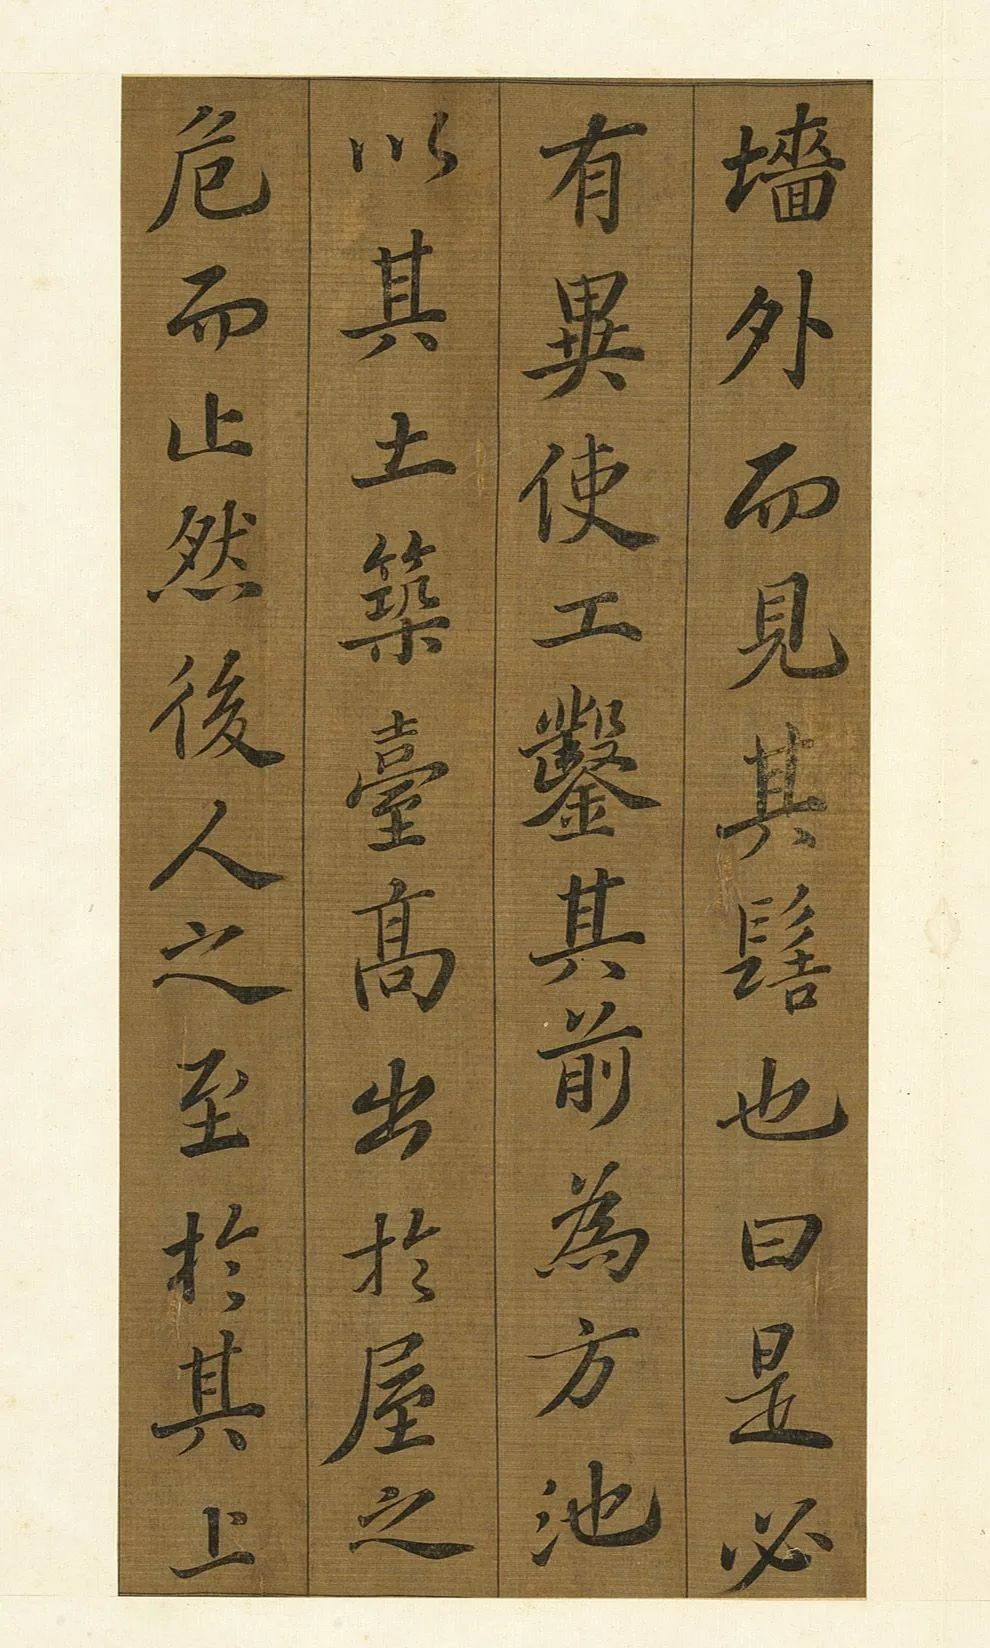 墻外而見其髻也曰是必
有異使工鑿其前為方池
以其土築臺高出於屋之
危而止然後人之至於其上